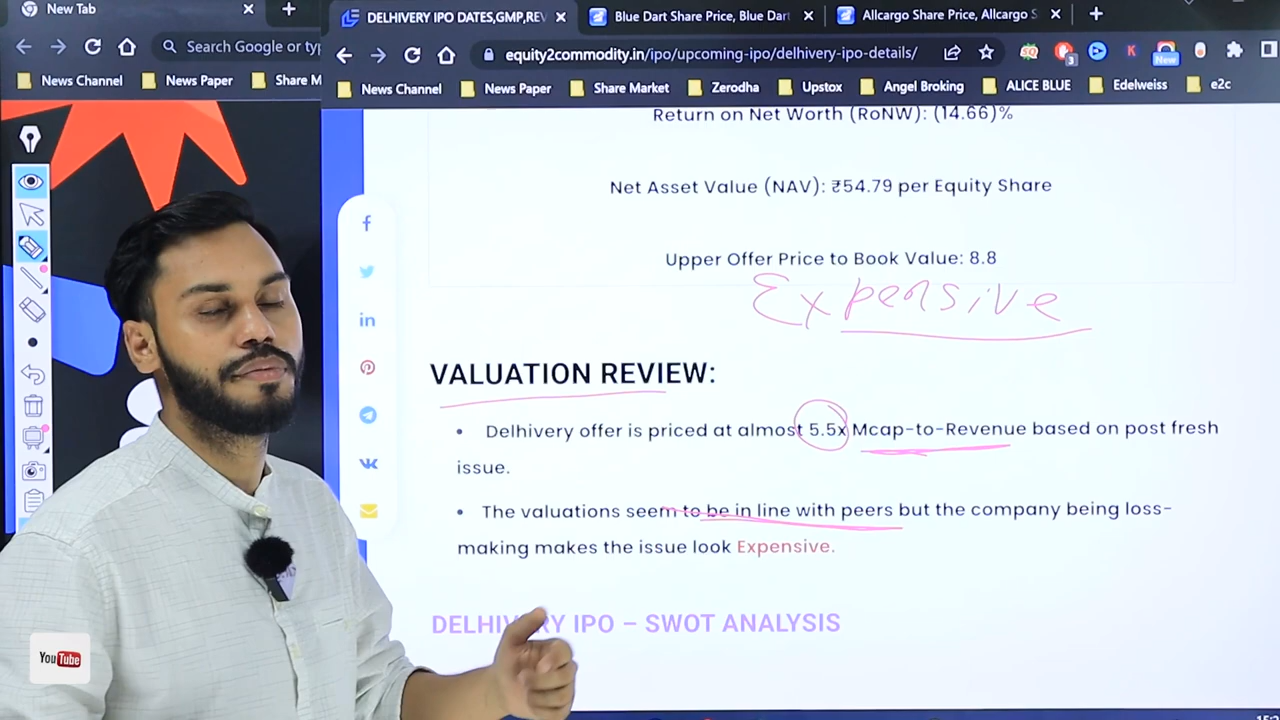 New Tab
DELHIVERY IPO DATES,GMP,REV
Blue Dart Share Price, Blue Dart
Allcargo Share Price, Allcargo S
Search Google or typ
equity2commodity.in/ipo/upcoming-ipo/delhivery-ipo-details/
News Channel
News Paper
Share M
News Channel
News Paper
Share Market
Zerodha
Upstox
Angel Broking
ALICE BLUE
Edelweiss
e2c
SQ
3
K
New
Return on Net Worth (RoNW): (14.66)%
Net Asset Value (NAV): ₹54.79 per Equity Share
Upper Offer Price to Book Value: 8.8
Expensive
VALUATION REVIEW:
Delhivery offer is priced at almost 5.5x Mcap-to-Revenue based on post fresh
issue.
The valuations seem to be in line with peers but the company being loss-
making makes the issue look Expensive.
DELHIVERY IPO – SWOT ANALYSIS
YouTube